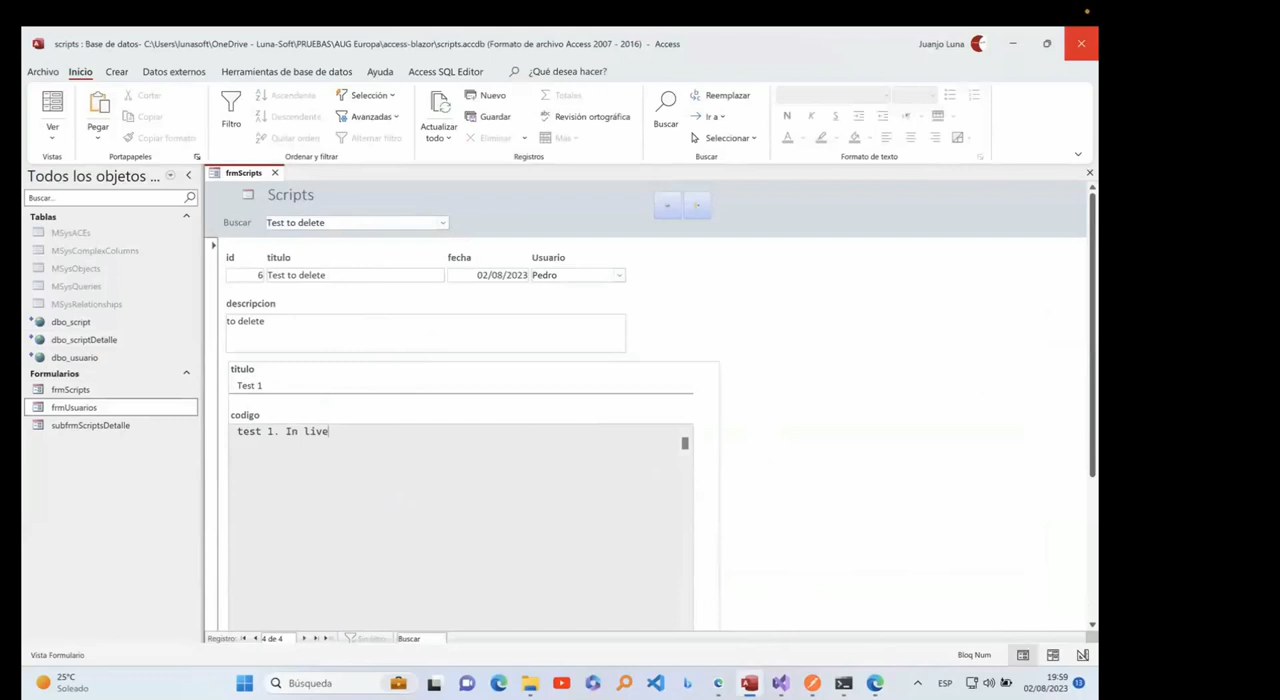 scripts : Base de datos- C:\Users\lunasoft\OneDrive - Luna-Soft\PRUEBAS\AUG Europa\access-blazor\scripts.accdb (Formato de archivo Access 2007 - 2016) - Access
Juanjo Luna
Archivo Inicio Crear Datos externos Herramientas de base de datos Ayuda Access SQL Editor ¿Qué desea hacer?
Ver
Vistas
Pegar
Cortar
Copiar
Copiar formato
Portapapeles
Filtro
Ascendente
Descendente
Quitar orden
Selección
Avanzadas
Alternar filtro
Ordenar y filtrar
Actualizar
todo
Nuevo
Guardar
Eliminar
Totales
Revisión ortográfica
Más
Registros
Buscar
Reemplazar
Ir a
Seleccionar
Buscar
N K S
A
Formato de texto
Todos los objetos ...
Buscar...
Tablas
MSysACEs
MSysComplexColumns
MSysObjects
MSysQueries
MSysRelationships
dbo_script
dbo_scriptDetalle
dbo_usuario
Formularios
frmScripts
frmUsuarios
subfrmScriptsDetalle
frmScripts
Scripts
Buscar Test to delete
id titulo fecha Usuario
6 Test to delete 02/08/2023 Pedro
descripcion
to delete
titulo
Test 1
codigo
test 1. In live
Registro: 4 de 4 Buscar
Vista Formulario
Bloq Num
25°C
Soleado
Búsqueda
ESP
19:59
02/08/2023